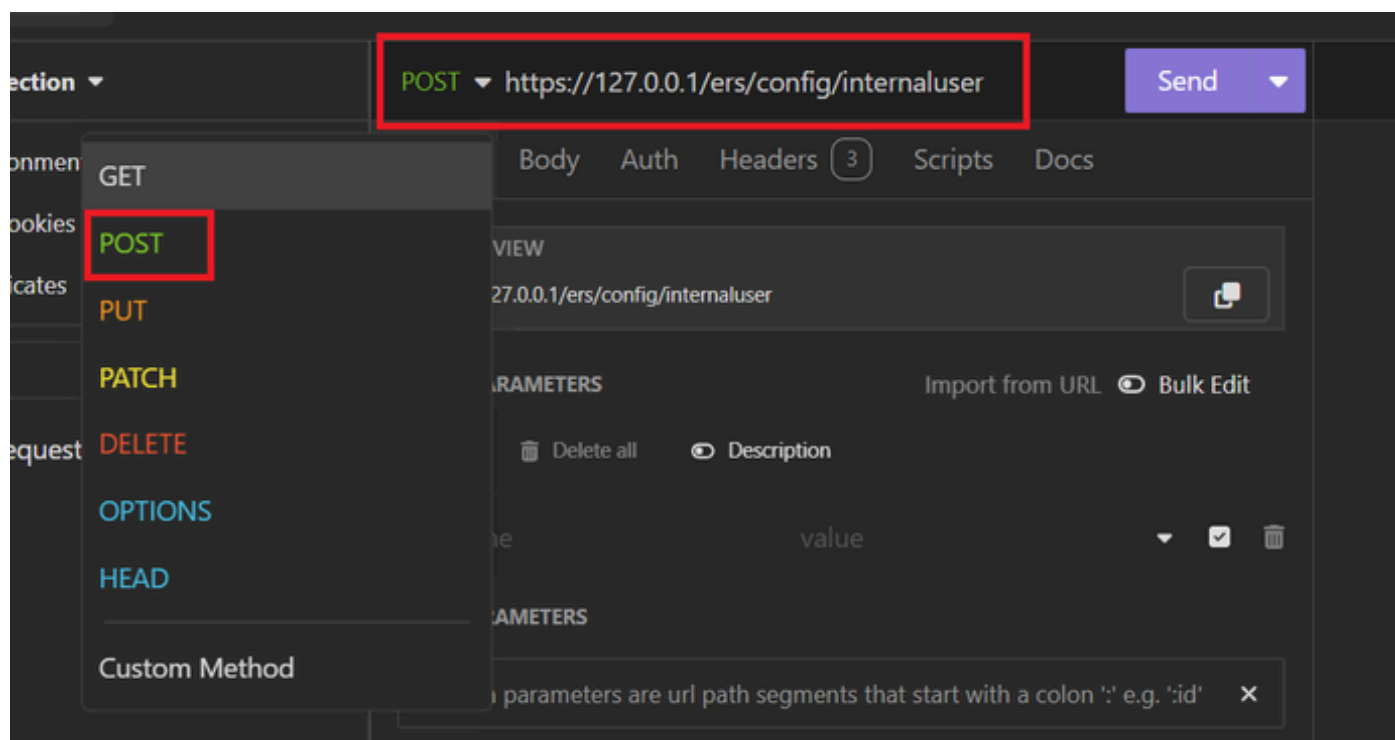 ection
POST https://127.0.0.1/ers/config/internaluser Send
onmen
ookies
icates
equest
GET
POST
PUT
PATCH
DELETE
OPTIONS
HEAD
Custom Method
Body Auth Headers 3 Scripts Docs
VIEW
27.0.0.1/ers/config/internaluser
RAMETERS Import from URL Bulk Edit
Delete all Description
ne value
AMETERS
parameters are url path segments that start with a colon ':' e.g. ':id'